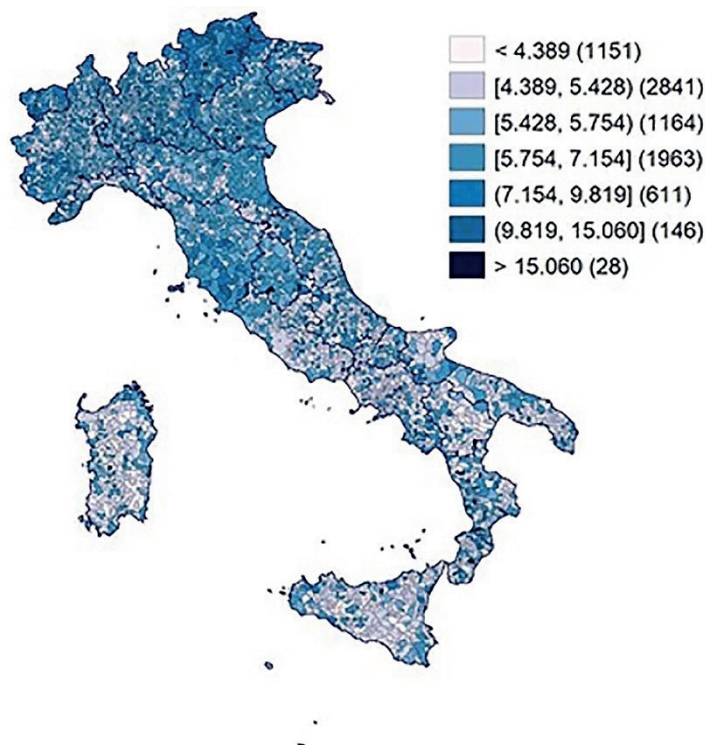 < 4.389 (1151)
[4.389, 5.428) (2841)
[5.428, 5.754) (1164)
[5.754, 7.154] (1963)
(7.154, 9.819] (611)
(9.819, 15.060] (146)
> 15.060 (28)